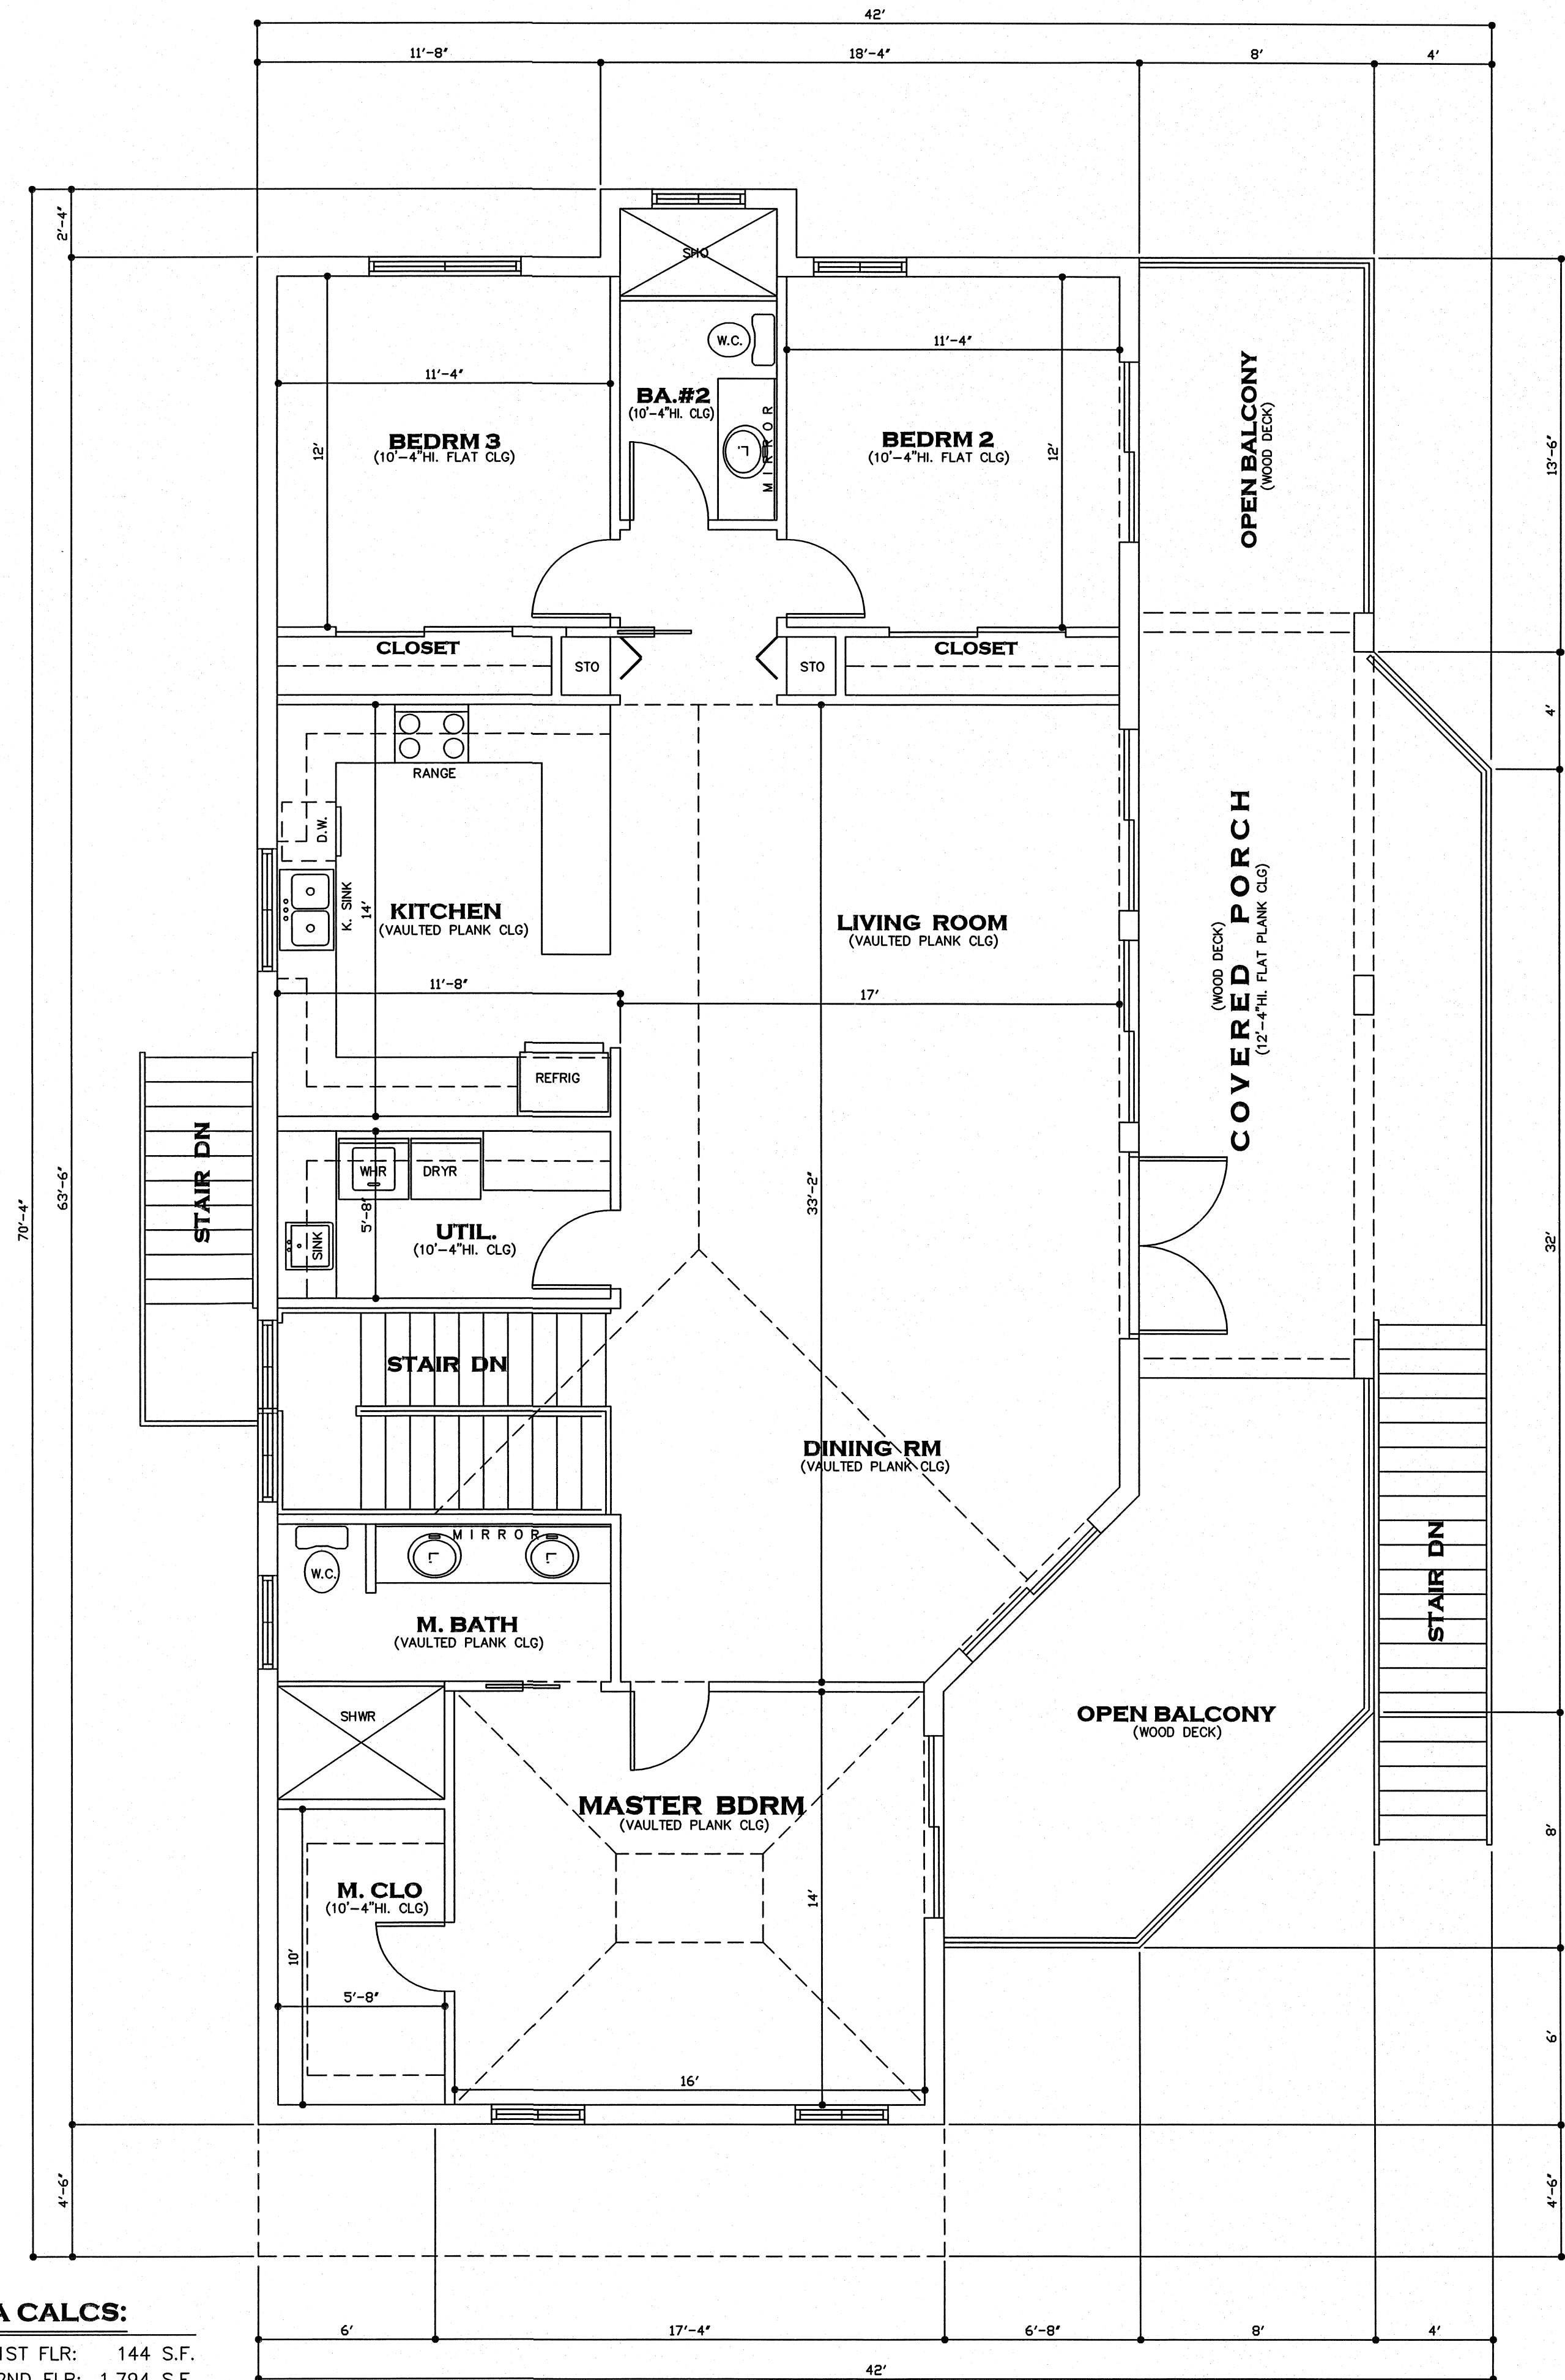 42'
11'-8"
18'-4"
8'
4'
2'-4"
SHO
W.C.
11'-4"
11'-4"
BA.#2
(10'-4"HI. CLG)
MIRROR
L
BEDRM 3
(10'-4"HI. FLAT CLG)
12'
BEDRM 2
(10'-4"HI. FLAT CLG)
12'
OPEN BALCONY
(WOOD DECK)
13'-6"
CLOSET
STO
STO
CLOSET
4'
RANGE
D.W.
K. SINK
14'
KITCHEN
(VAULTED PLANK CLG)
LIVING ROOM
(VAULTED PLANK CLG)
(WOOD DECK)
COVERED PORCH
(12'-4"HI. FLAT PLANK CLG)
11'-8"
17'
REFRIG
STAIR DN
70'-4"
63'-6"
WHR
DRYR
5'-8"
SINK
UTIL.
(10'-4"HI. CLG)
33'-2"
32'
STAIR DN
DINING RM
(VAULTED PLANK CLG)
MIRROR
W.C.
L
L
STAIR DN
M. BATH
(VAULTED PLANK CLG)
SHWR
OPEN BALCONY
(WOOD DECK)
MASTER BDRM
(VAULTED PLANK CLG)
8'
M. CLO
(10'-4"HI. CLG)
14'
10'
5'-8"
16'
6'
4'-6"
4'-6"
A CALCS:
1ST FLR: 144 S.F.
2ND FLR: 1,794 S.F.
6'
17'-4"
6'-8"
8'
4'
42'